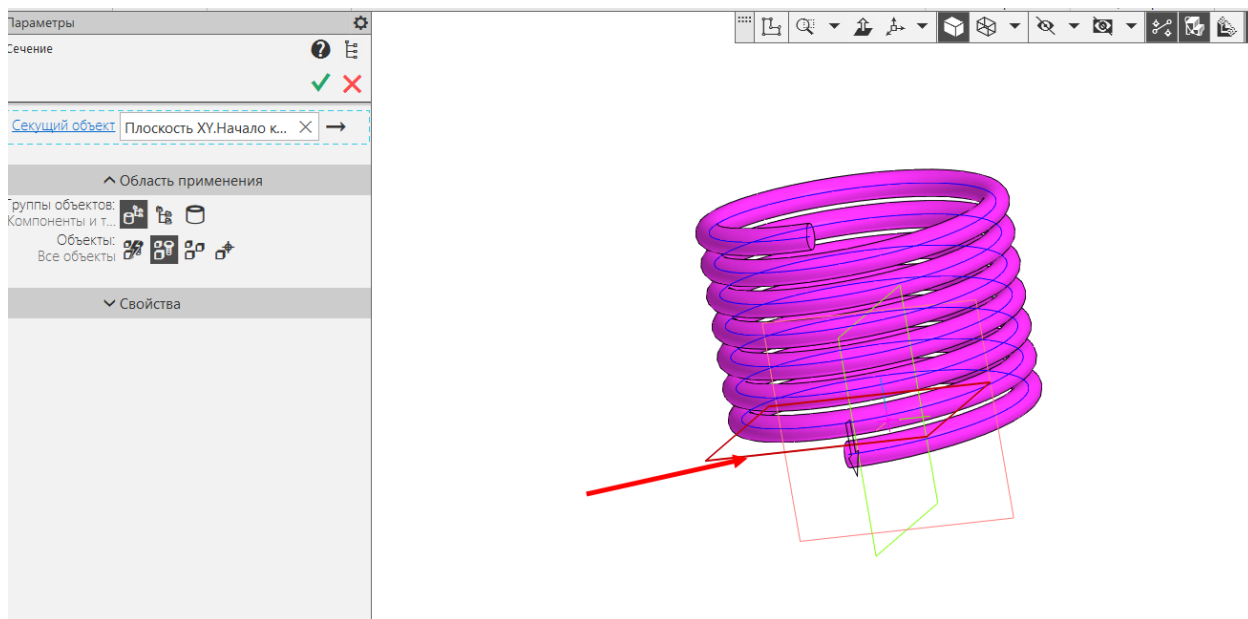 Параметры
Сечение
Секущий объект Плоскость XY.Начало к...
Область применения
Группы объектов:
Компоненты и т...
Объекты:
Все объекты
Свойства